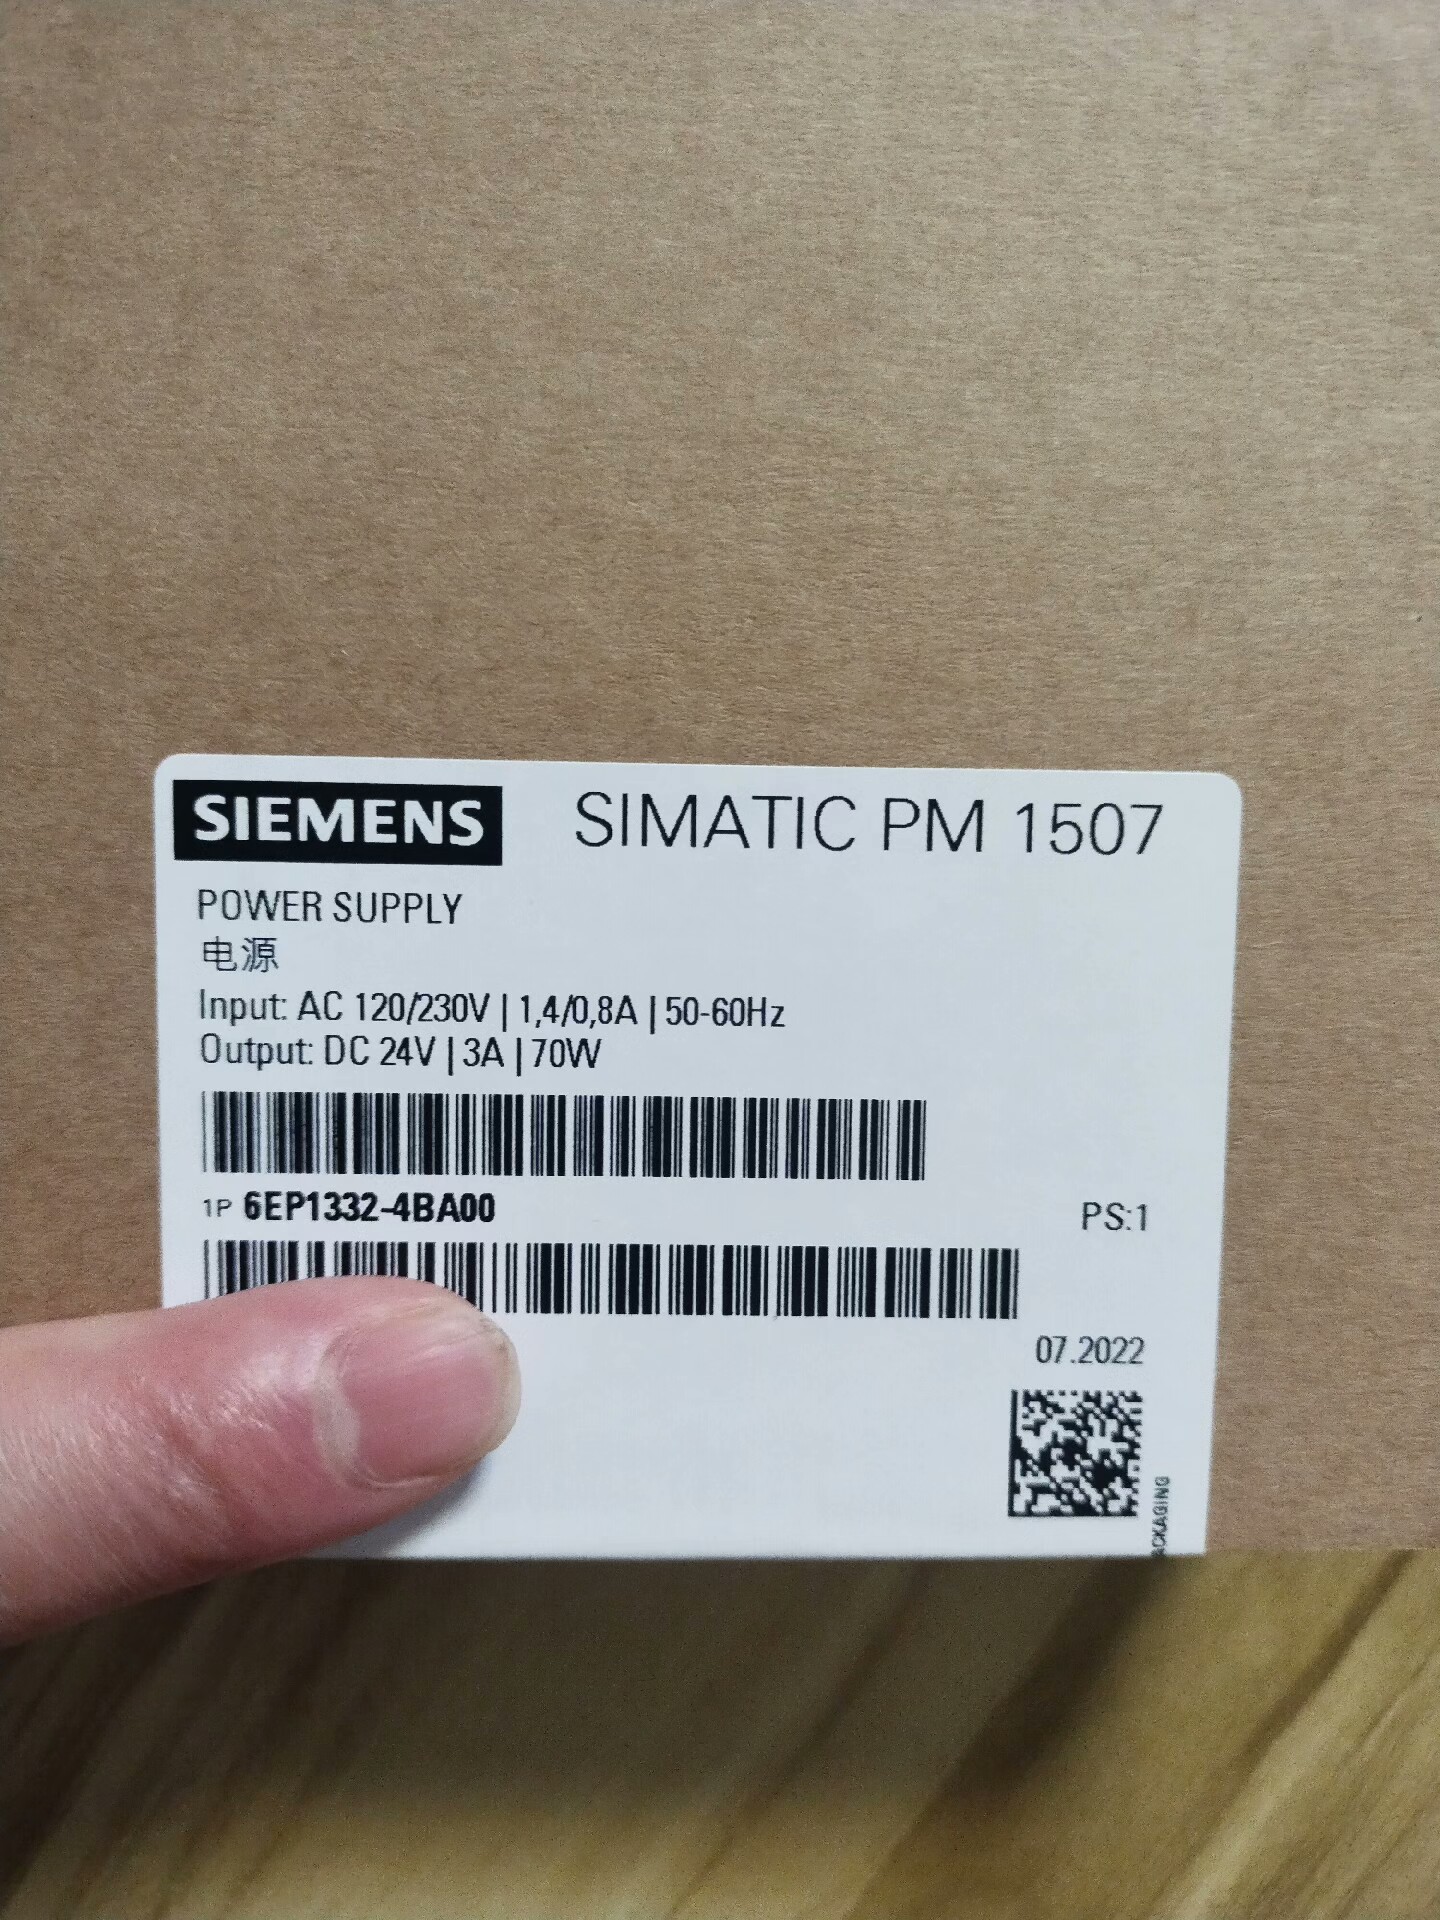 SIEMENS SIMATIC PM 1507
POWER SUPPLY
电源
Input: AC 120/230V | 1,4/0,8A | 50-60Hz
Output: DC 24V | 3A | 70W
1P 6EP1332-4BA00 PS:1
07.2022
ACKAGING